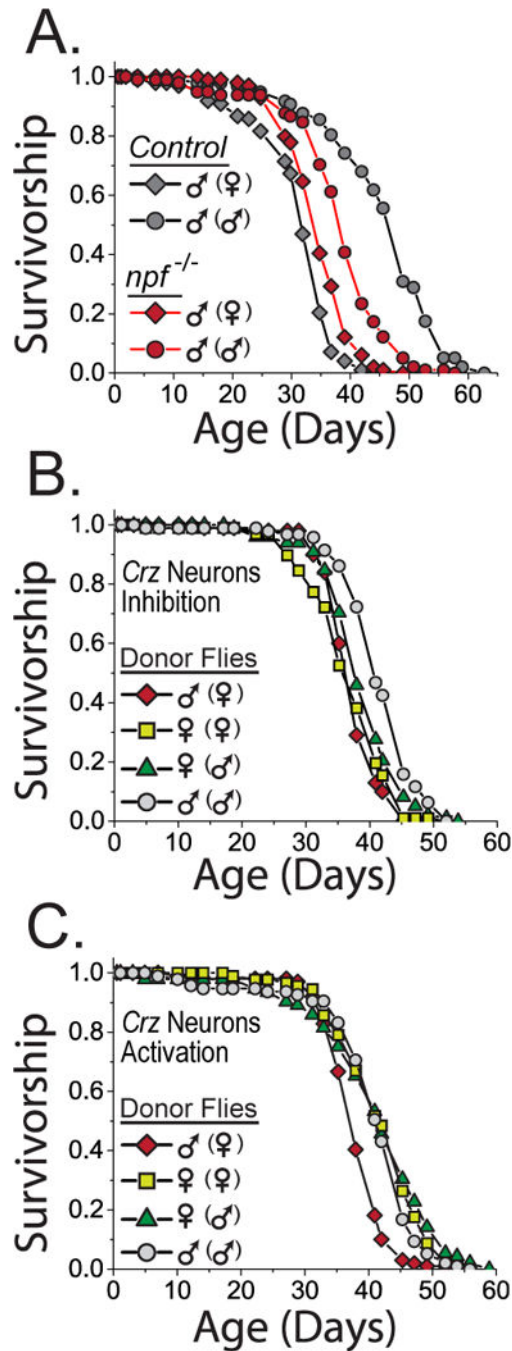 A.
1.0
0.8
0.6
0.4
0.2
0.0
Survivorship
Control
♂ (♀)
♂ (♂)
npf -/-
♂ (♀)
♂ (♂)
0 10 20 30 40 50 60
Age (Days)
B.
1.0
0.8
0.6
0.4
0.2
0.0
Survivorship
Crz Neurons
Inhibition
Donor Flies
♂ (♀)
♀ (♀)
♀ (♂)
♂ (♂)
0 10 20 30 40 50 60
Age (Days)
C.
1.0
0.8
0.6
0.4
0.2
0.0
Survivorship
Crz Neurons
Activation
Donor Flies
♂ (♀)
♀ (♀)
♀ (♂)
♂ (♂)
0 10 20 30 40 50 60
Age (Days)